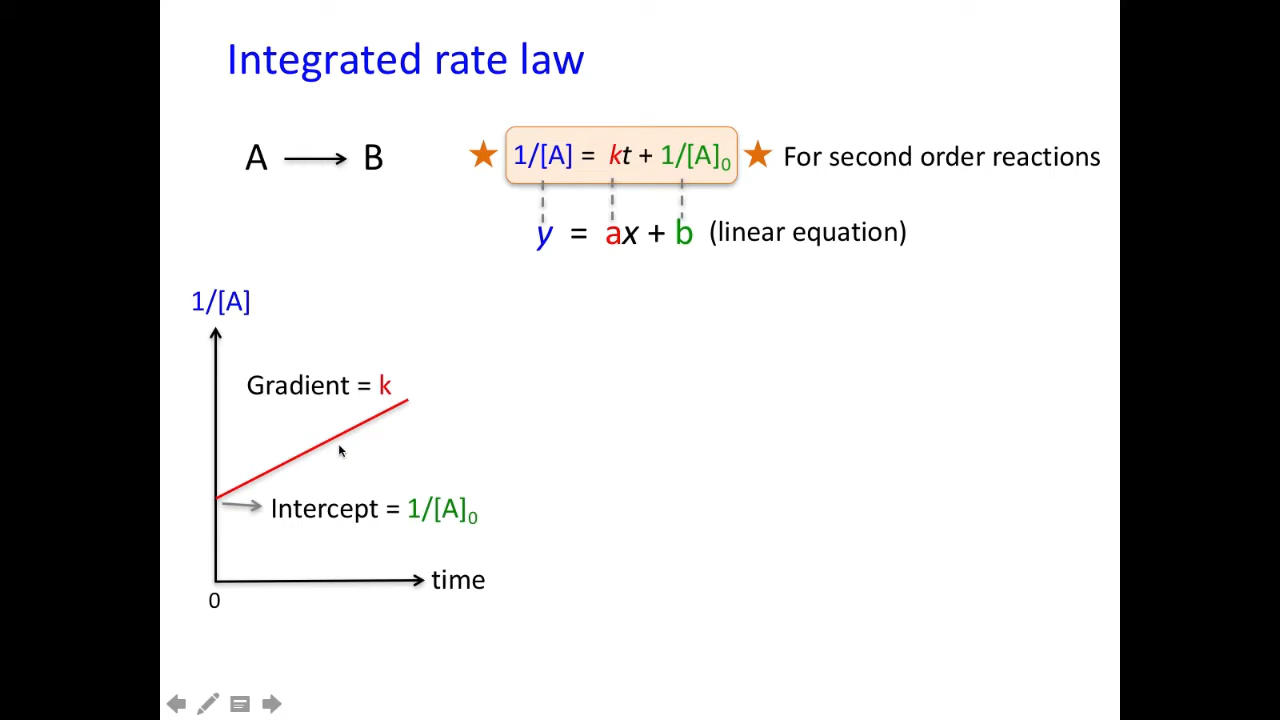 Integrated rate law
A → B
★ 1/[A] = kt + 1/[A]₀ ★ For second order reactions
y = ax + b (linear equation)
1/[A]
Gradient = k
Intercept = 1/[A]₀
time
0